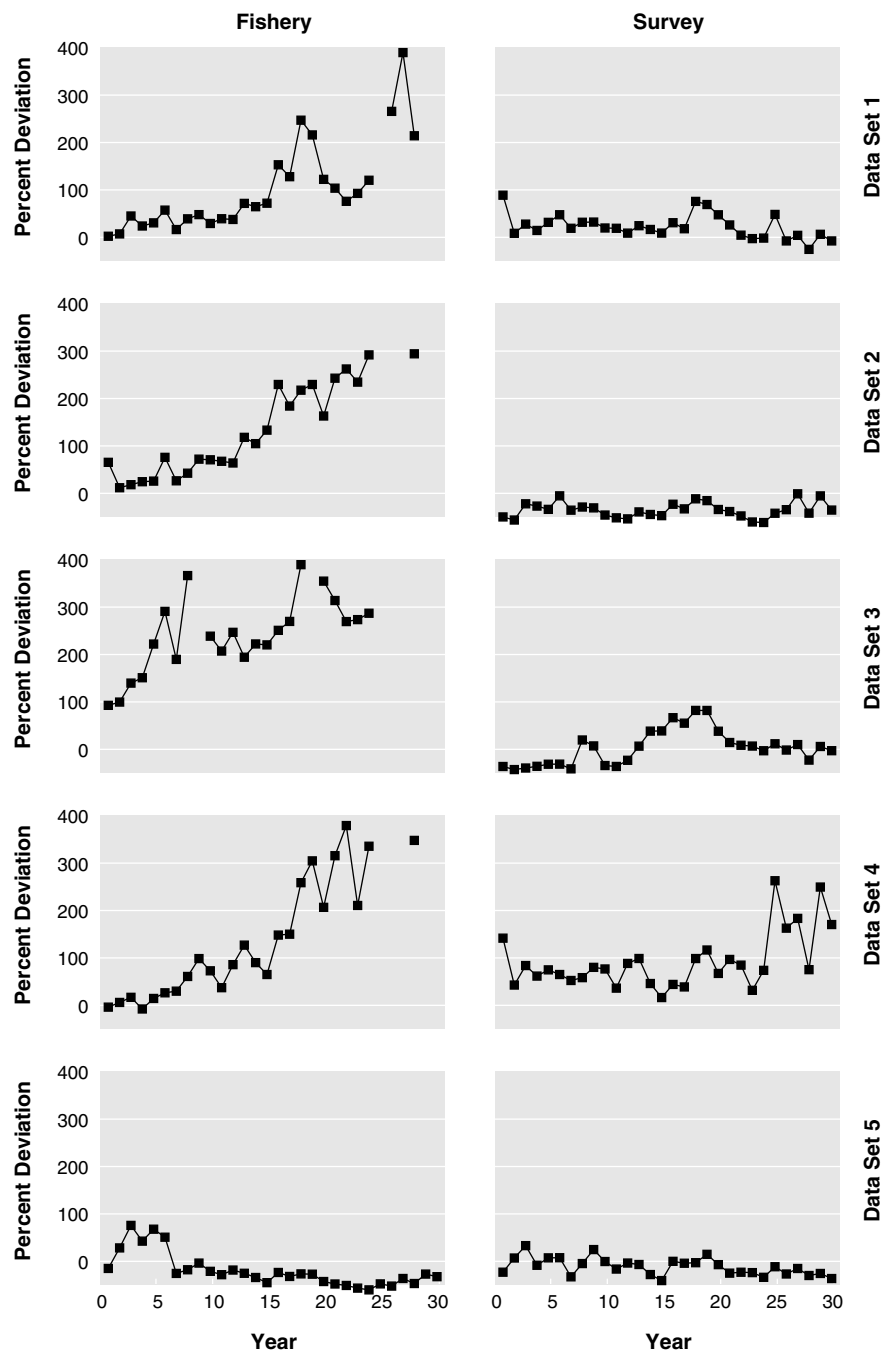 Fishery Survey
400
300
200
100
0
Percent Deviation
Data Set 1
400
300
200
100
0
Percent Deviation
Data Set 2
400
300
200
100
0
Percent Deviation
Data Set 3
400
300
200
100
0
Percent Deviation
Data Set 4
400
300
200
100
0
Percent Deviation
Data Set 5
0 5 10 15 20 25 30 0 5 10 15 20 25 30
Year Year